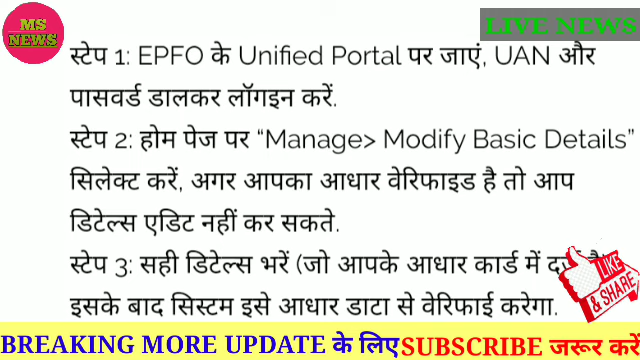 MS
NEWS
LIVE NEWS
स्टेप 1: EPFO के Unified Portal पर जाएं, UAN और
पासवर्ड डालकर लॉगइन करें.
स्टेप 2: होम पेज पर “Manage> Modify Basic Details”
सिलेक्ट करें, अगर आपका आधार वेरिफाइड है तो आप
डिटेल्स एडिट नहीं कर सकते.
स्टेप 3: सही डिटेल्स भरें (जो आपके आधार कार्ड में
इसके बाद सिस्टम इसे आधार डाटा से वेरिफाई करेगा.
LIKE
& SHARE
BREAKING MORE UPDATE के लिए SUBSCRIBE जरूर करें